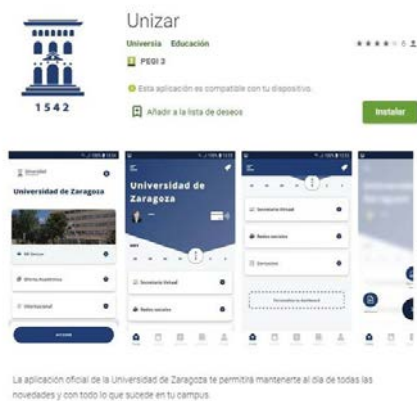 Unizar
Universia Educación
PEGI 3
Esta aplicación es compatible con tu dispositivo.
Añadir a la lista de deseos
Instalar
1542
Universidad de Zaragoza
Oferta Académica
Internacional
ACCEDER
Universidad de
Zaragoza
Secretaría Virtual
Redes sociales
Secretaría Virtual
Redes sociales
La aplicación oficial de la Universidad de Zaragoza te permitirá mantenerte al día de todas las
novedades y con todo lo que sucede en tu campus.